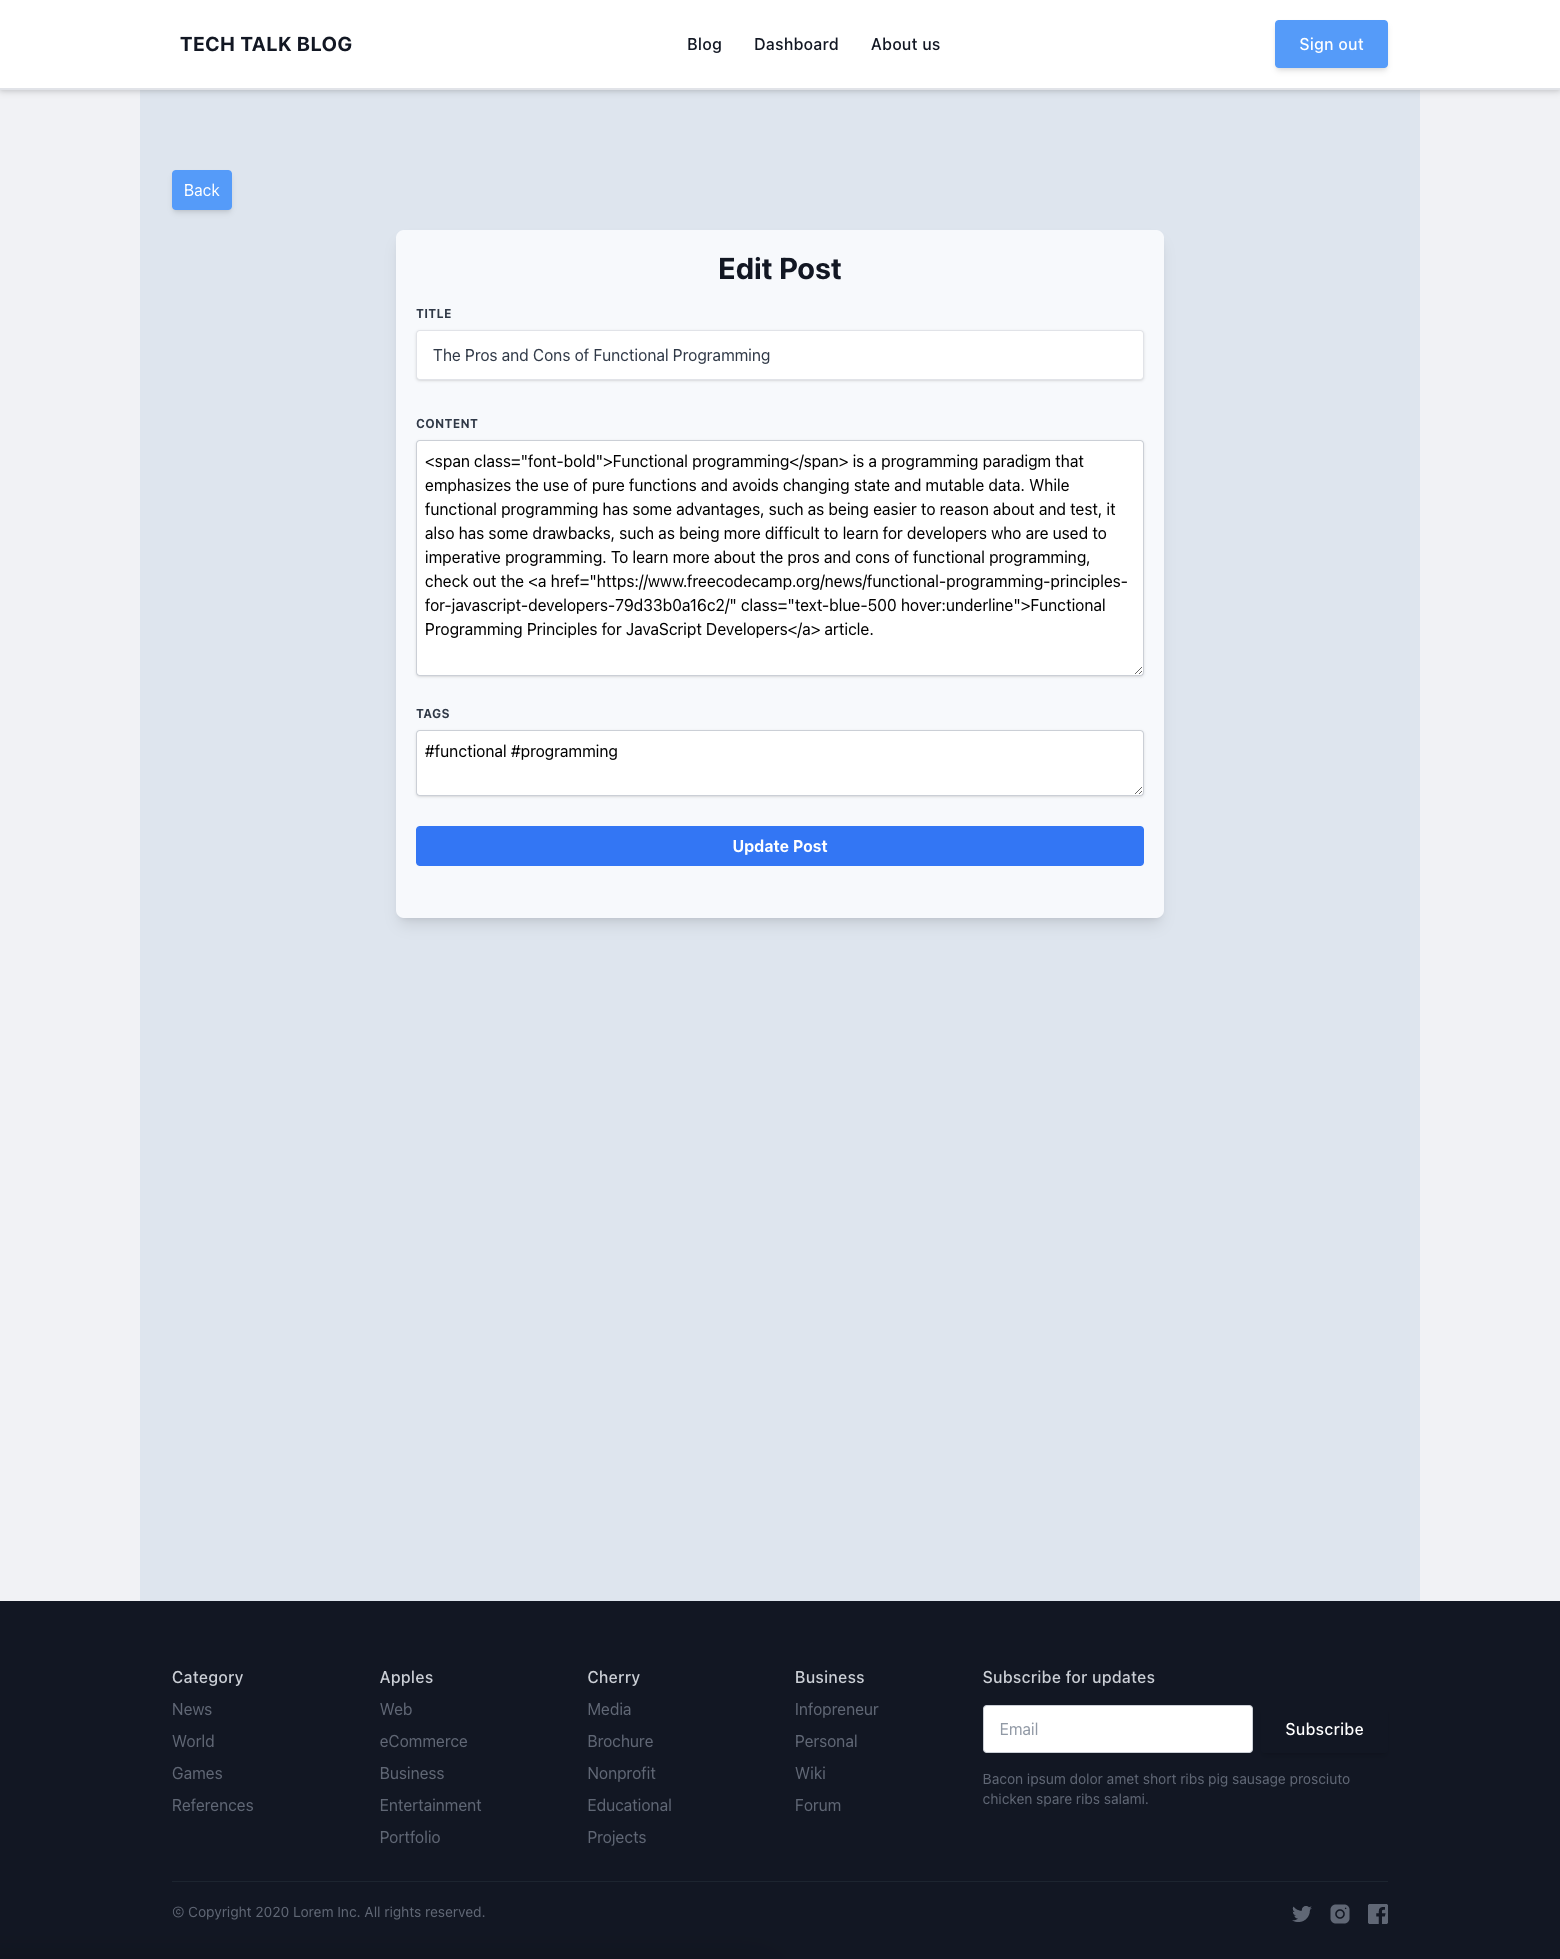 TECH TALK BLOG
Blog
Dashboard
About us
Sign out
Back
Edit Post
TITLE
The Pros and Cons of Functional Programming
CONTENT
<span class="font-bold">Functional programming</span> is a programming paradigm that
emphasizes the use of pure functions and avoids changing state and mutable data. While
functional programming has some advantages, such as being easier to reason about and test, it
also has some drawbacks, such as being more difficult to learn for developers who are used to
imperative programming. To learn more about the pros and cons of functional programming,
check out the <a href="https://www.freecodecamp.org/news/functional-programming-principles-
for-javascript-developers-79d33b0a16c2/" class="text-blue-500 hover:underline">Functional
Programming Principles for JavaScript Developers</a> article.
TAGS
#functional #programming
Update Post
Category
News
World
Games
References
Apples
Web
eCommerce
Business
Entertainment
Portfolio
Cherry
Media
Brochure
Nonprofit
Educational
Projects
Business
Infopreneur
Personal
Wiki
Forum
Subscribe for updates
Email
Subscribe
Bacon ipsum dolor amet short ribs pig sausage prosciuto
chicken spare ribs salami.
© Copyright 2020 Lorem Inc. All rights reserved.